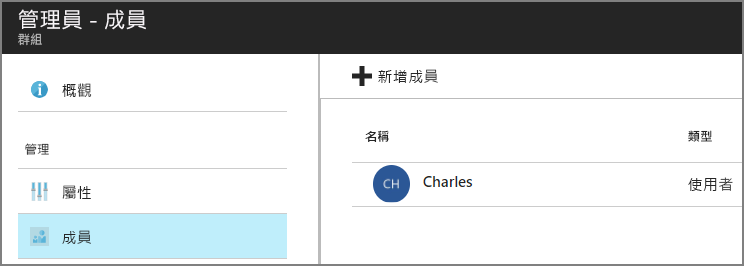 管理員 - 成員
群組
概觀
管理
屬性
成員
新增成員
名稱 類型
CH Charles 使用者